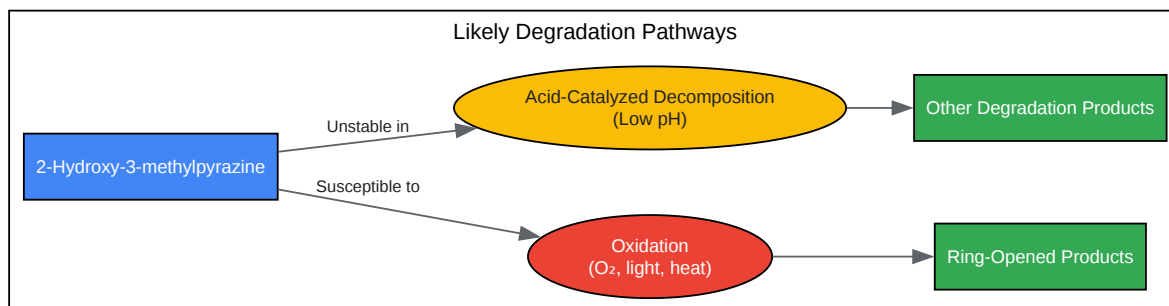 Likely Degradation Pathways
Acid-Catalyzed Decomposition
(Low pH)
Other Degradation Products
Unstable in
2-Hydroxy-3-methylpyrazine
Susceptible to
Oxidation
(O₂, light, heat)
Ring-Opened Products